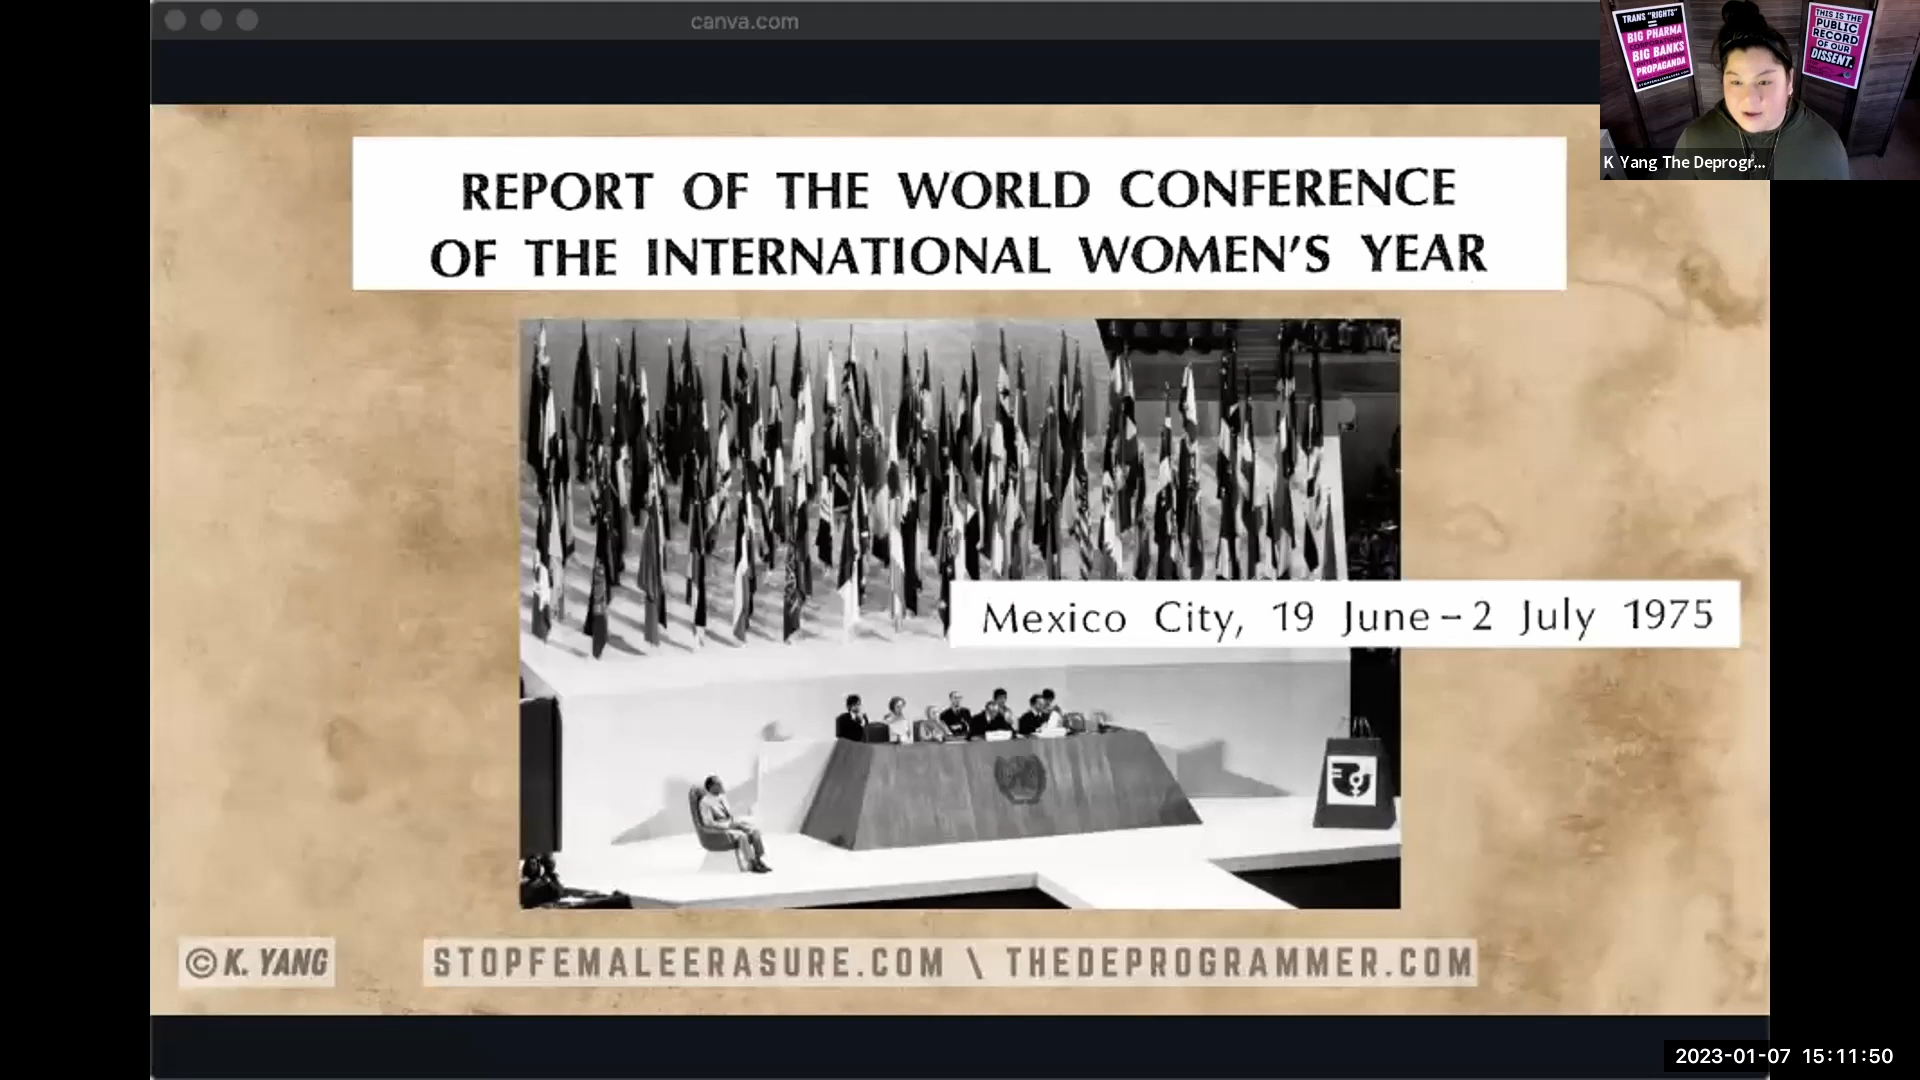 canva.com
TRANS "RIGHTS"
=
BIG PHARMA
CORPORATIONS
BIG BANKS
PROPAGANDA
THIS IS THE
PUBLIC
RECORD
OF OUR
DISSENT.
K Yang The Deprogr...
REPORT OF THE WORLD CONFERENCE
OF THE INTERNATIONAL WOMEN'S YEAR
Mexico City, 19 June – 2 July 1975
© K. YANG
STOPFEMALEERASURE.COM \ THEDEPROGRAMMER.COM
2023-01-07 15:11:50